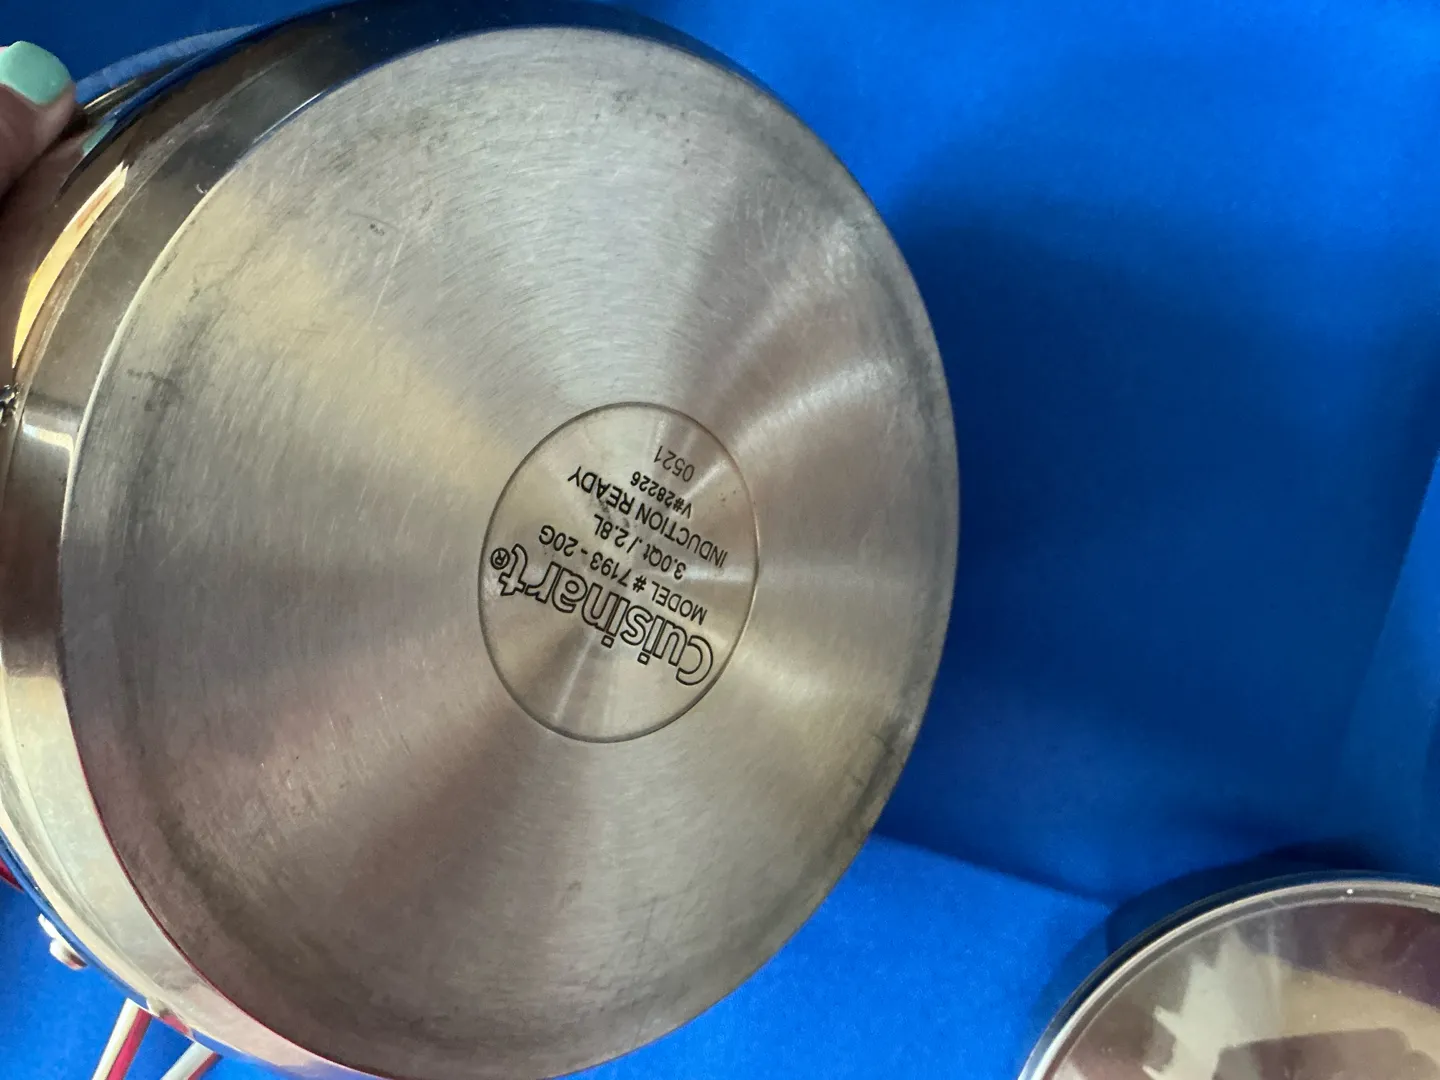 Cuisinart®
MODEL # 7193 - 20G
3.0Qt / 2.8L
INDUCTION READY
V#28226
0521